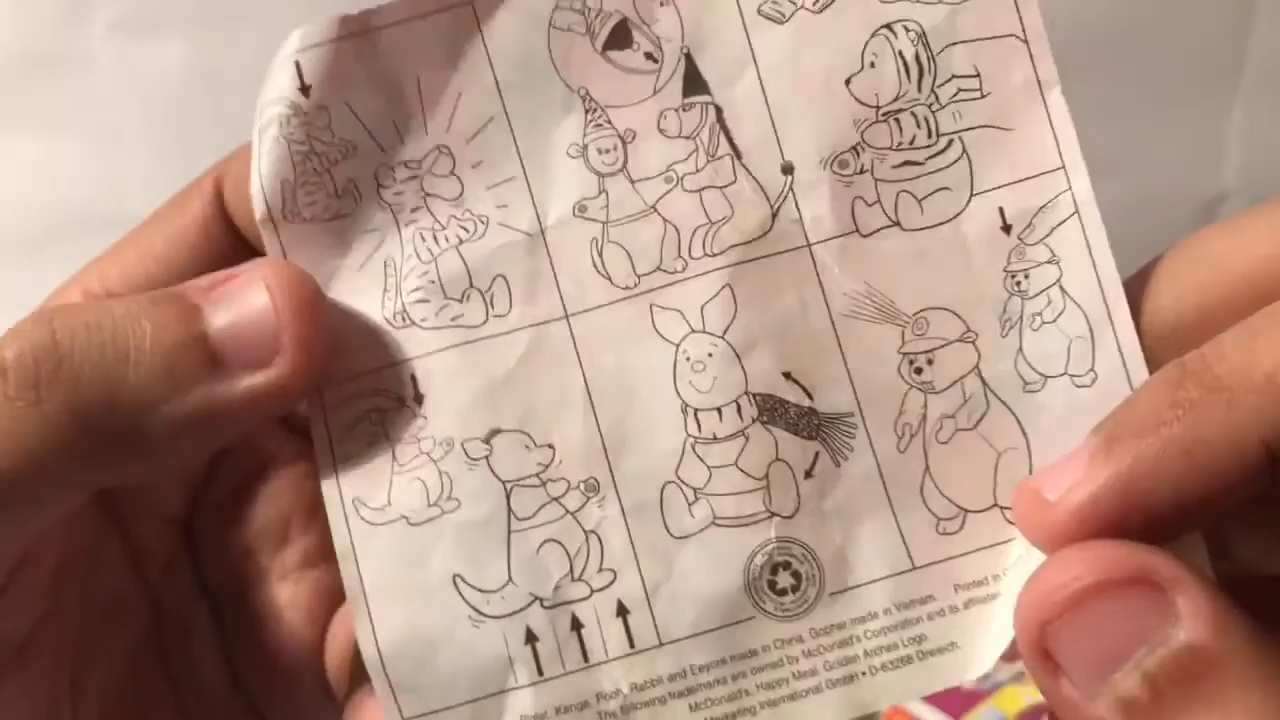 Piglet, Kanga, Pooh, Rabbit and Eeyore made in China, Gopher made in Vietnam. Printed in
The following trademarks are owned by McDonald's Corporation and its affiliates:
McDonald's, Happy Meal, Golden Arches Logo.
Marketing International GmbH • D-63268 Dreieich.